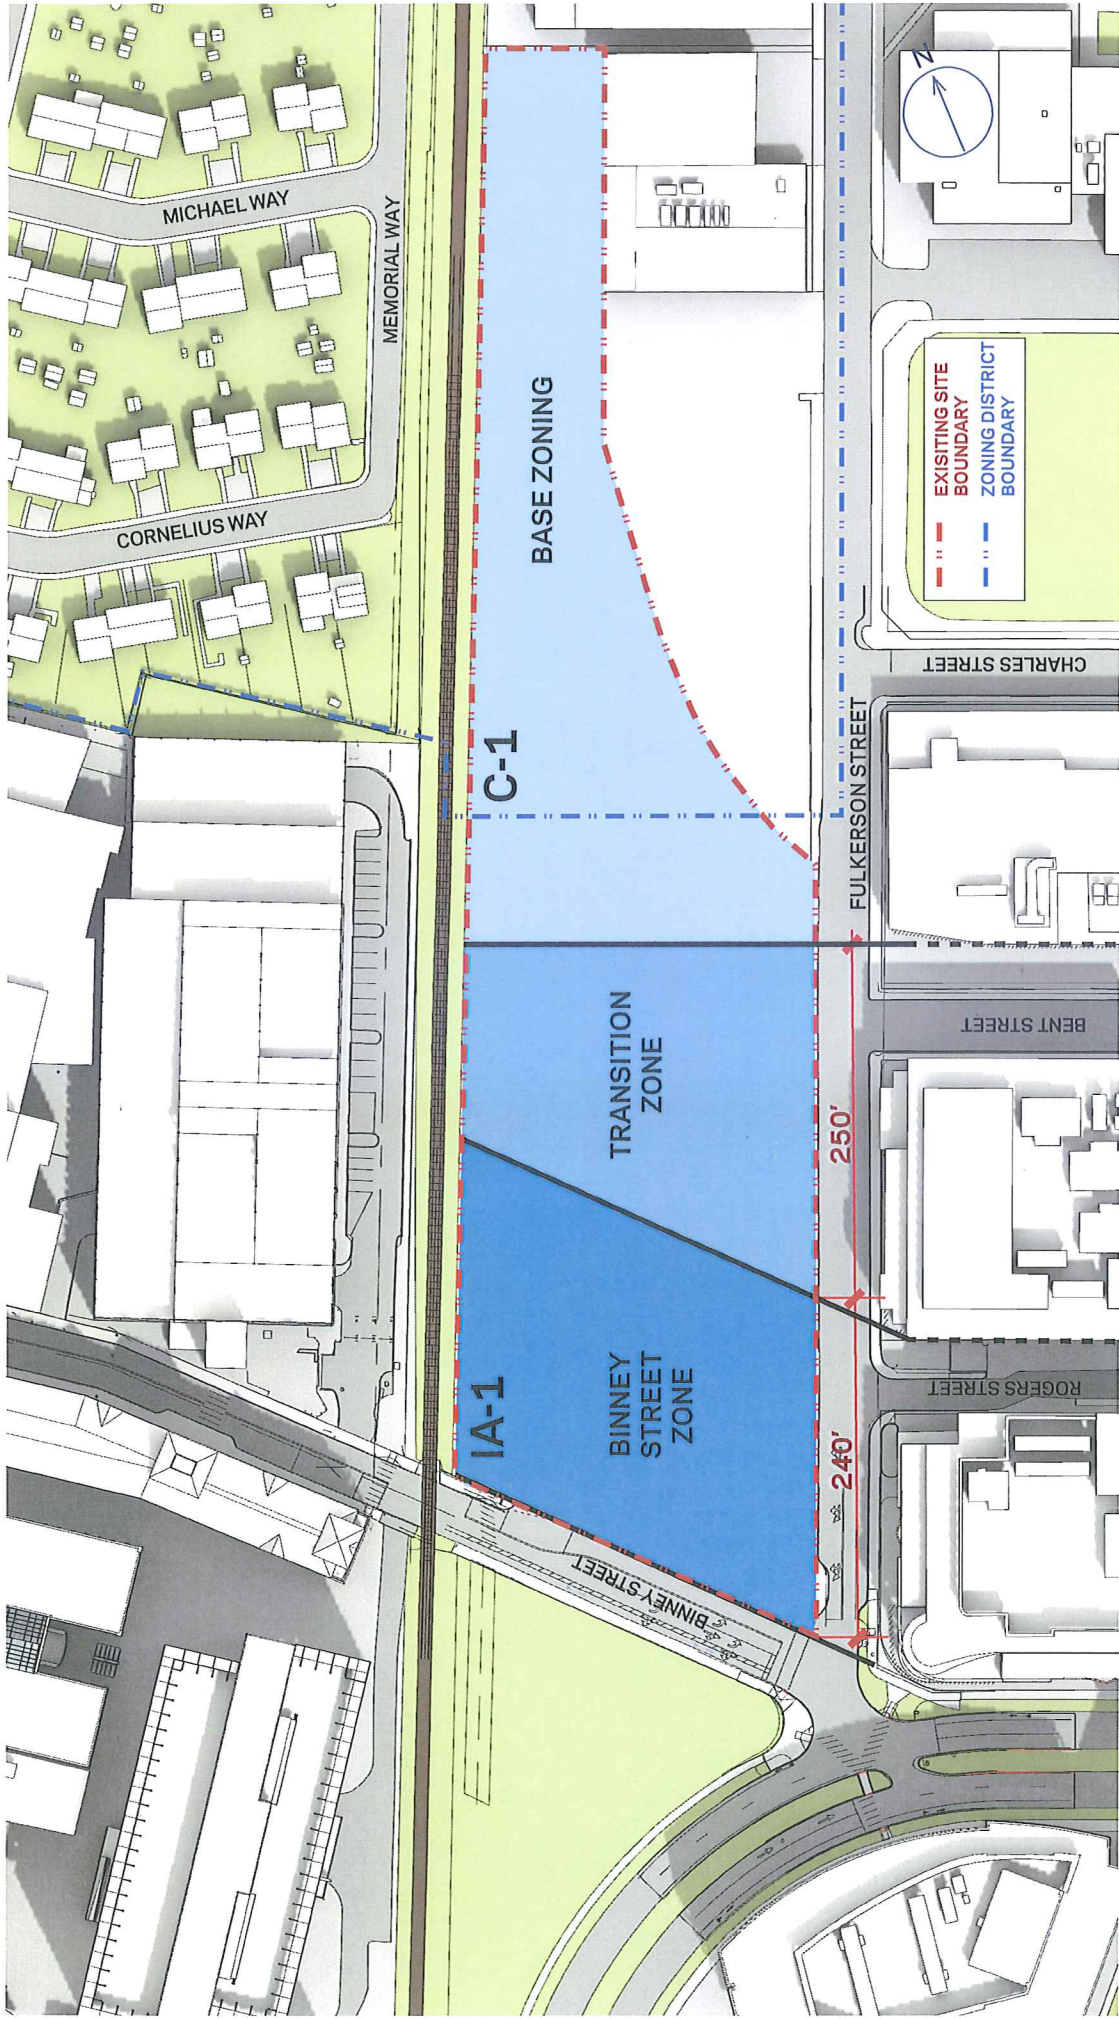 MICHAEL WAY
MEMORIAL WAY
CORNELIUS WAY
N
BASE ZONING
C-1
EXISITING SITE
BOUNDARY
ZONING DISTRICT
BOUNDARY
CHARLES STREET
FULKERSON STREET
BENT STREET
TRANSITION
ZONE
250'
IA-1
BINNEY
STREET
ZONE
ROGERS STREET
240'
BINNEY STREET